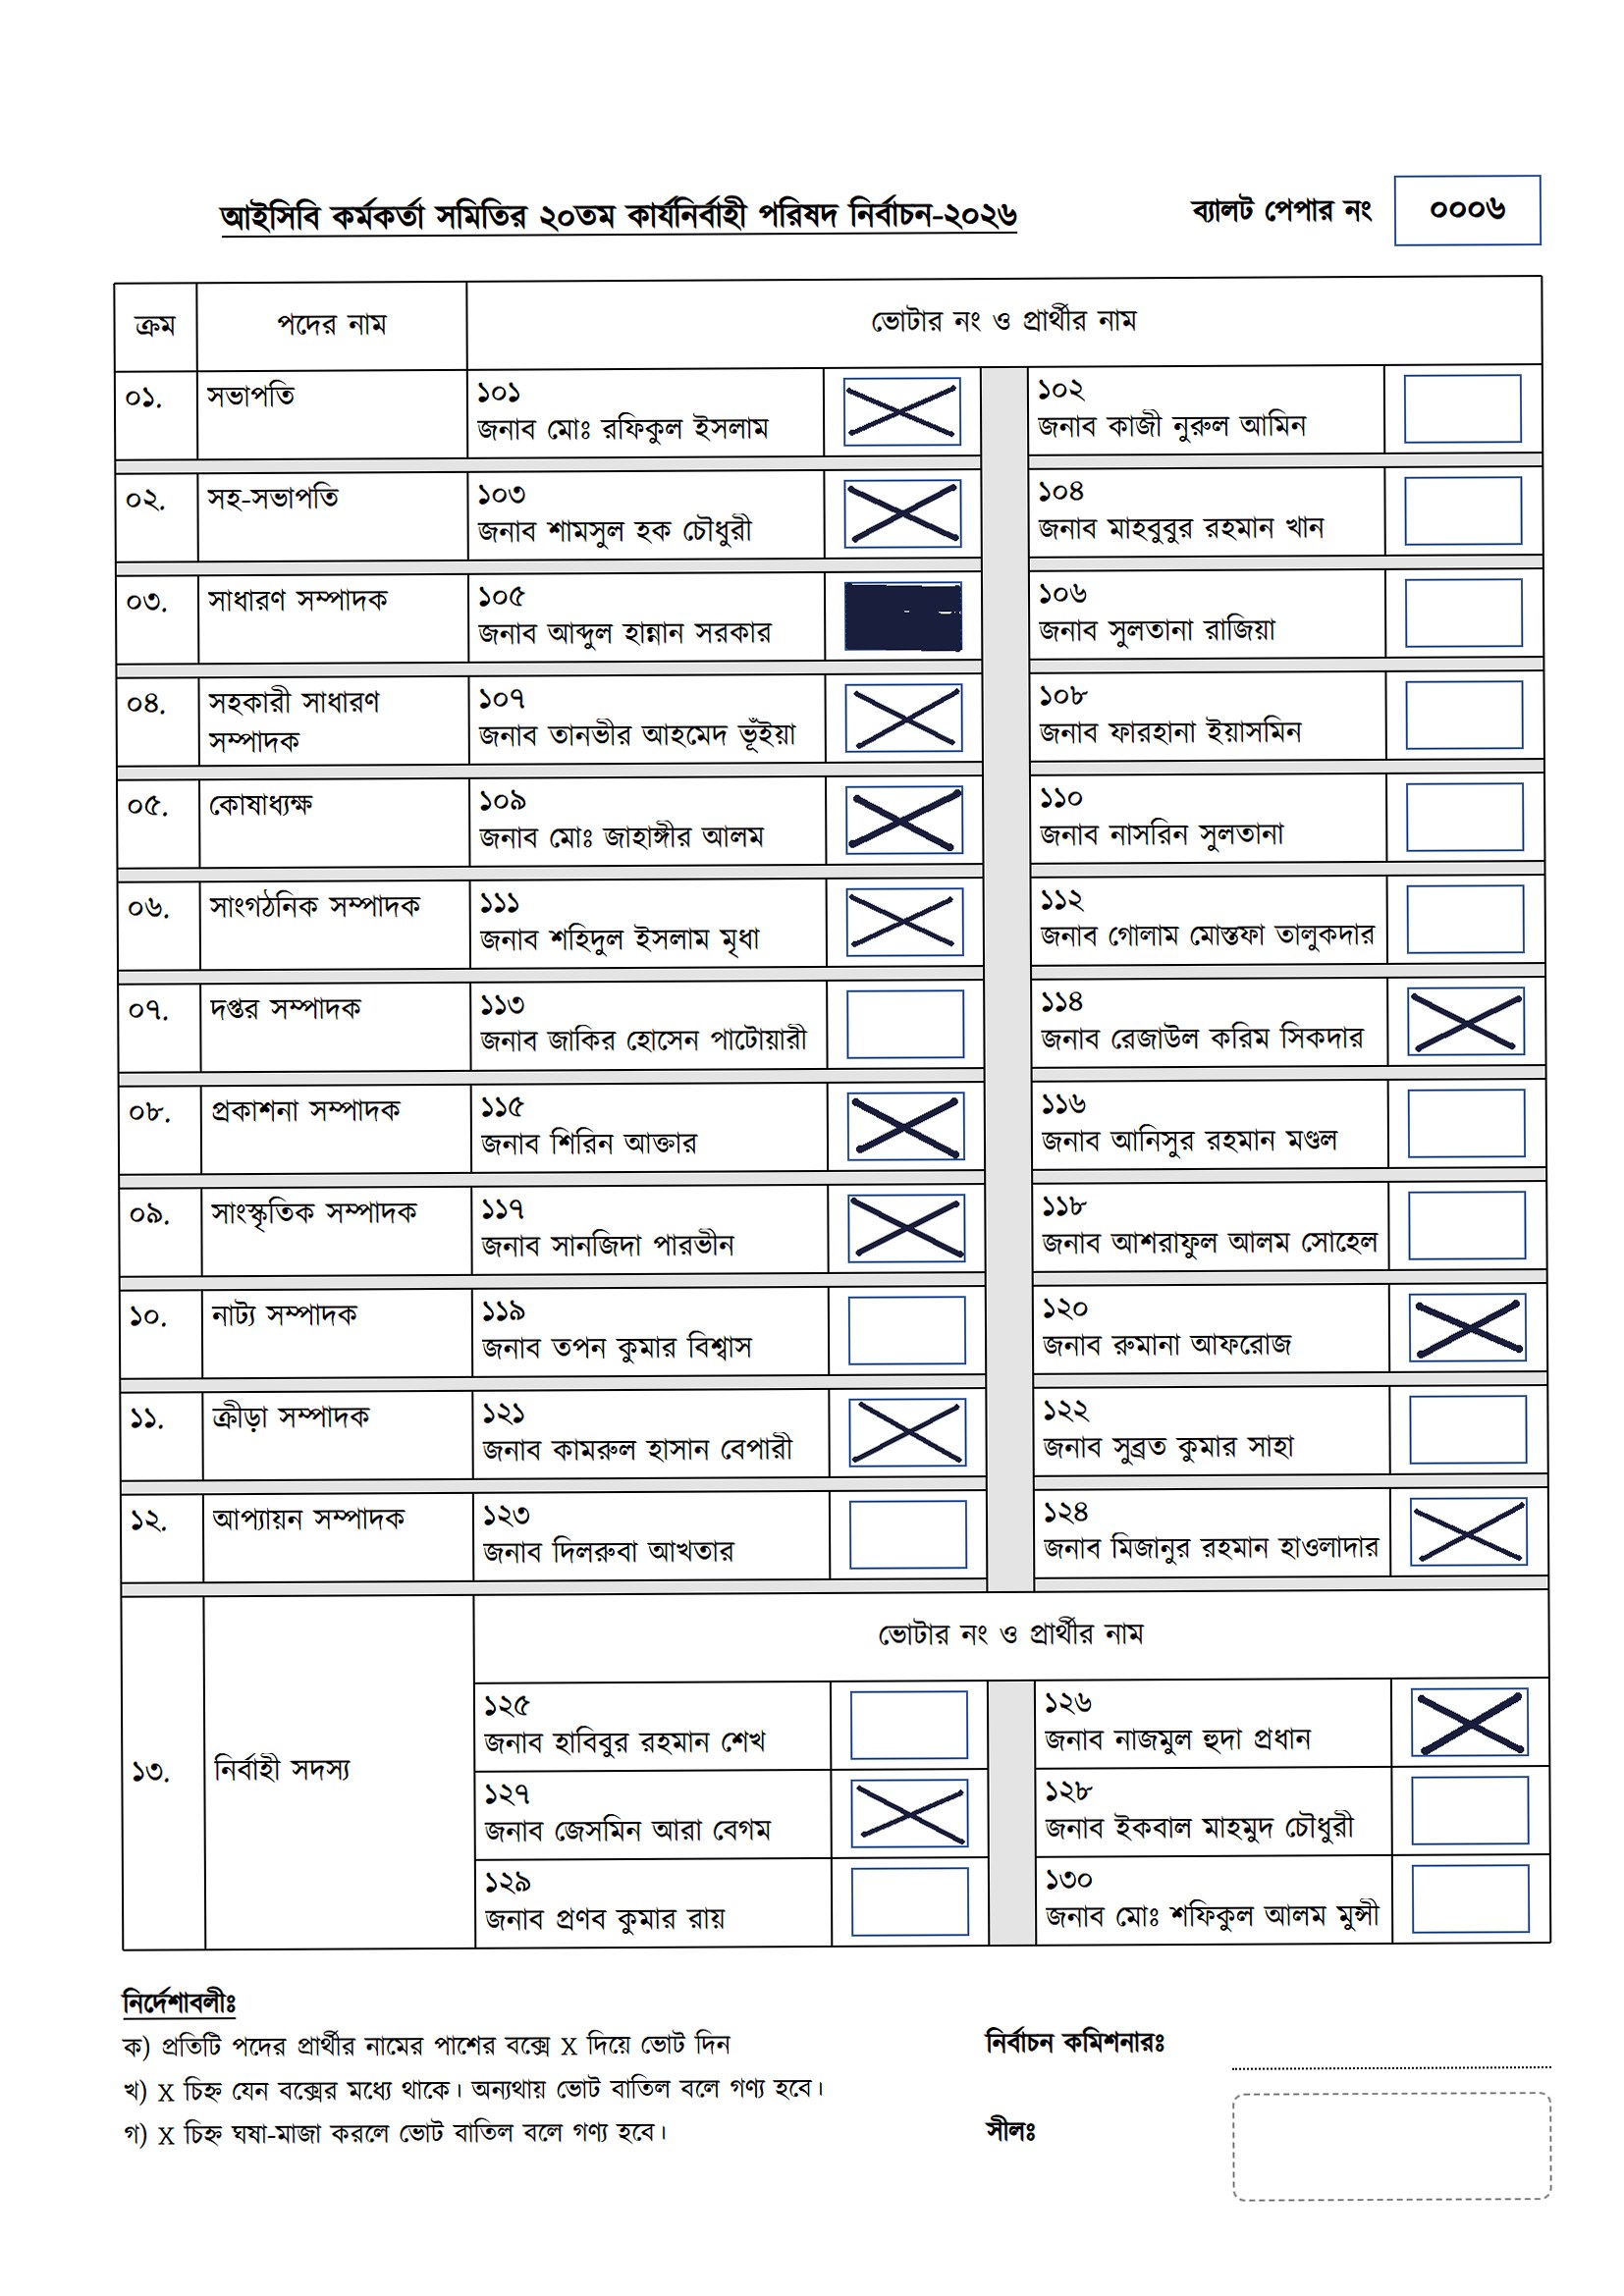 আইসিবি কর্মকর্তা সমিতির ২০তম কার্যনির্বাহী পরিষদ নির্বাচন-২০২৬
ব্যালট পেপার নং ০০০৬
ক্রম পদের নাম ভোটার নং ও প্রার্থীর নাম
০১. সভাপতি ১০১ ১০২
জনাব মোঃ রফিকুল ইসলাম জনাব কাজী নুরুল আমিন
০২. সহ-সভাপতি ১০৩ ১০৪
জনাব শামসুল হক চৌধুরী জনাব মাহবুবুর রহমান খান
০৩. সাধারণ সম্পাদক ১০৫ ১০৬
জনাব আব্দুল হান্নান সরকার জনাব সুলতানা রাজিয়া
০৪. সহকারী সাধারণ ১০৭ ১০৮
সম্পাদক জনাব তানভীর আহমেদ ভূঁইয়া জনাব ফারহানা ইয়াসমিন
০৫. কোষাধ্যক্ষ ১০৯ ১১০
জনাব মোঃ জাহাঙ্গীর আলম জনাব নাসরিন সুলতানা
০৬. সাংগঠনিক সম্পাদক ১১১ ১১২
জনাব শহিদুল ইসলাম মৃধা জনাব গোলাম মোস্তফা তালুকদার
০৭. দপ্তর সম্পাদক ১১৩ ১১৪
জনাব জাকির হোসেন পাটোয়ারী জনাব রেজাউল করিম সিকদার
০৮. প্রকাশনা সম্পাদক ১১৫ ১১৬
জনাব শিরিন আক্তার জনাব আনিসুর রহমান মণ্ডল
০৯. সাংস্কৃতিক সম্পাদক ১১৭ ১১৮
জনাব সানজিদা পারভীন জনাব আশরাফুল আলম সোহেল
১০. নাট্য সম্পাদক ১১৯ ১২০
জনাব তপন কুমার বিশ্বাস জনাব রুমানা আফরোজ
১১. ক্রীড়া সম্পাদক ১২১ ১২২
জনাব কামরুল হাসান বেপারী জনাব সুব্রত কুমার সাহা
১২. আপ্যায়ন সম্পাদক ১২৩ ১২৪
জনাব দিলরুবা আখতার জনাব মিজানুর রহমান হাওলাদার
ভোটার নং ও প্রার্থীর নাম
১২৫ ১২৬
জনাব হাবিবুর রহমান শেখ জনাব নাজমুল হুদা প্রধান
১৩. নির্বাহী সদস্য ১২৭ ১২৮
জনাব জেসমিন আরা বেগম জনাব ইকবাল মাহমুদ চৌধুরী
১২৯ ১৩০
জনাব প্রণব কুমার রায় জনাব মোঃ শফিকুল আলম মুন্সী
নির্দেশাবলীঃ
ক) প্রতিটি পদের প্রার্থীর নামের পাশের বক্সে X দিয়ে ভোট দিন
নির্বাচন কমিশনারঃ
খ) X চিহ্ন যেন বক্সের মধ্যে থাকে। অন্যথায় ভোট বাতিল বলে গণ্য হবে।
গ) X চিহ্ন ঘষা-মাজা করলে ভোট বাতিল বলে গণ্য হবে।
সীলঃ